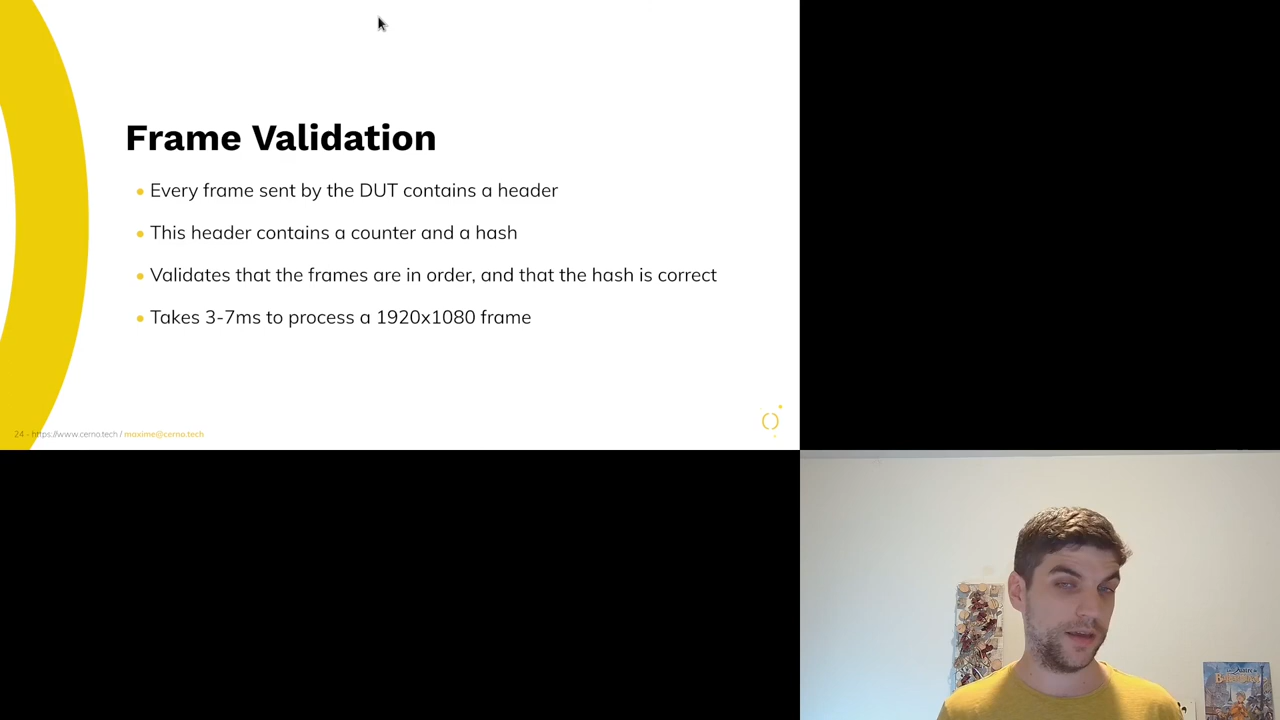 Frame Validation
Every frame sent by the DUT contains a header
This header contains a counter and a hash
Validates that the frames are in order, and that the hash is correct
Takes 3-7ms to process a 1920x1080 frame
24 - https://www.cerno.tech / maxime@cerno.tech